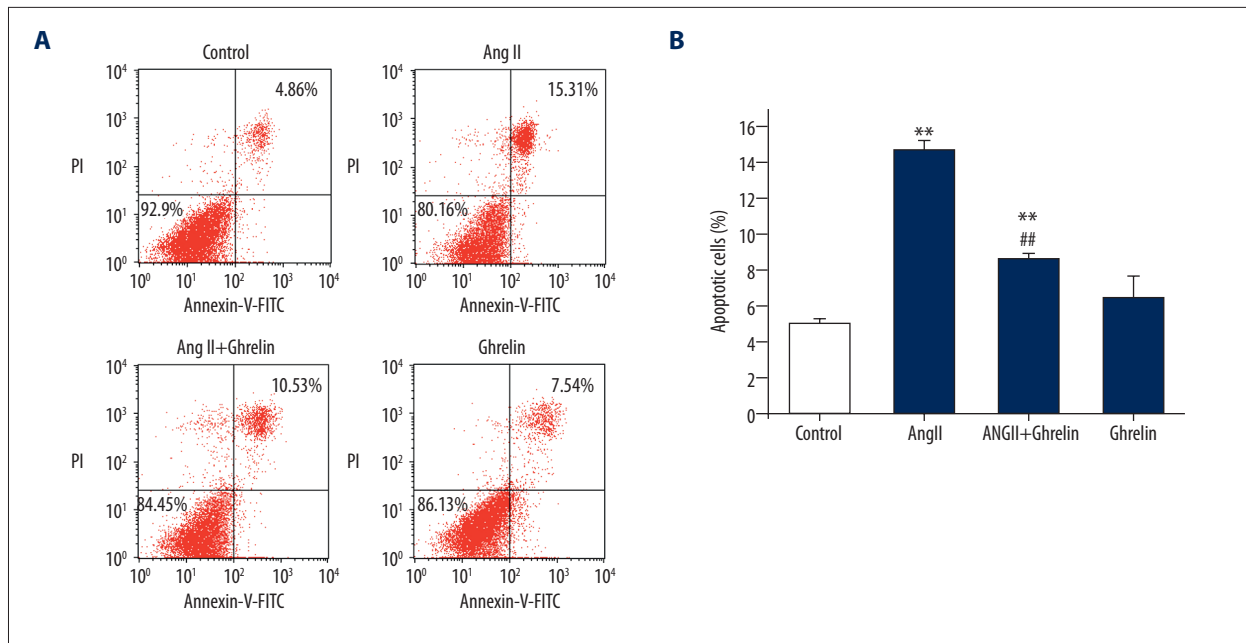 A
B
Control
10⁴
10³
10²
10¹
10⁰
PI
4.86%
92.9%
10⁰ 10¹ 10² 10³ 10⁴
Annexin-V-FITC
Ang II
10⁴
10³
10²
10¹
10⁰
PI
15.31%
80.16%
10⁰ 10¹ 10² 10³ 10⁴
Annexin-V-FITC
Ang II+Ghrelin
10⁴
10³
10²
10¹
10⁰
PI
10.53%
84.45%
10⁰ 10¹ 10² 10³ 10⁴
Annexin-V-FITC
Ghrelin
10⁴
10³
10²
10¹
10⁰
PI
7.54%
86.13%
10⁰ 10¹ 10² 10³ 10⁴
Annexin-V-FITC
Apoptotic cells (%)
16
14
12
10
8
6
4
2
0
**
**
##
Control AngII ANGII+Ghrelin Ghrelin